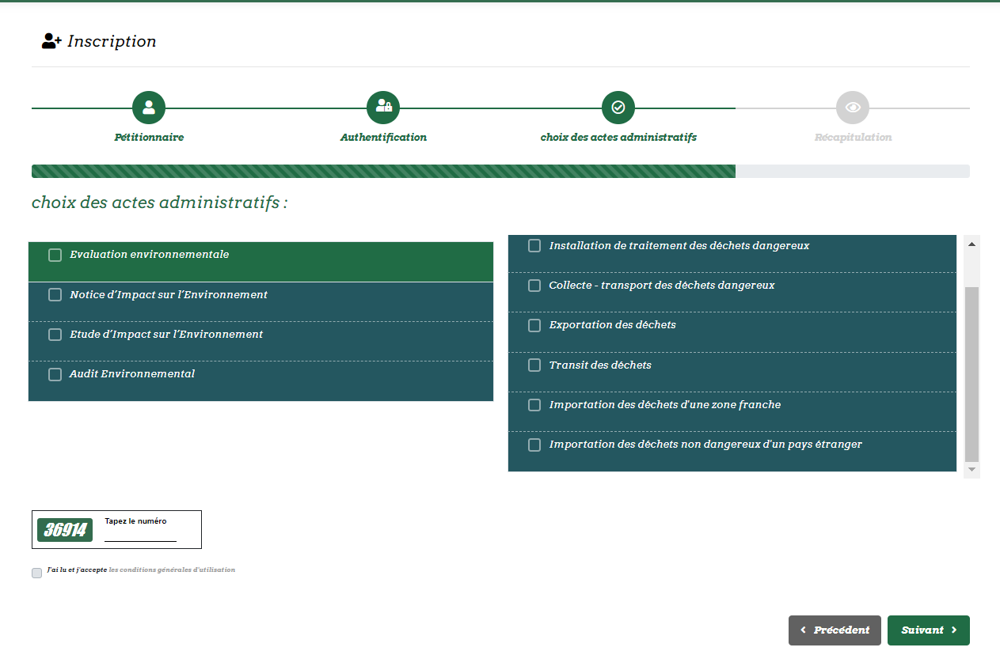 Inscription
Pétitionnaire
Authentification
choix des actes administratifs
Récapitulation
choix des actes administratifs :
Evaluation environnementale
Notice d’Impact sur l’Environnement
Etude d’Impact sur l’Environnement
Audit Environnemental
Installation de traitement des déchets dangereux
Collecte - transport des déchets dangereux
Exportation des déchets
Transit des déchets
Importation des déchets d'une zone franche
Importation des déchets non dangereux d'un pays étranger
36914
Tapez le numéro
J'ai lu et j'accepte les conditions générales d'utilisation
Précédent
Suivant